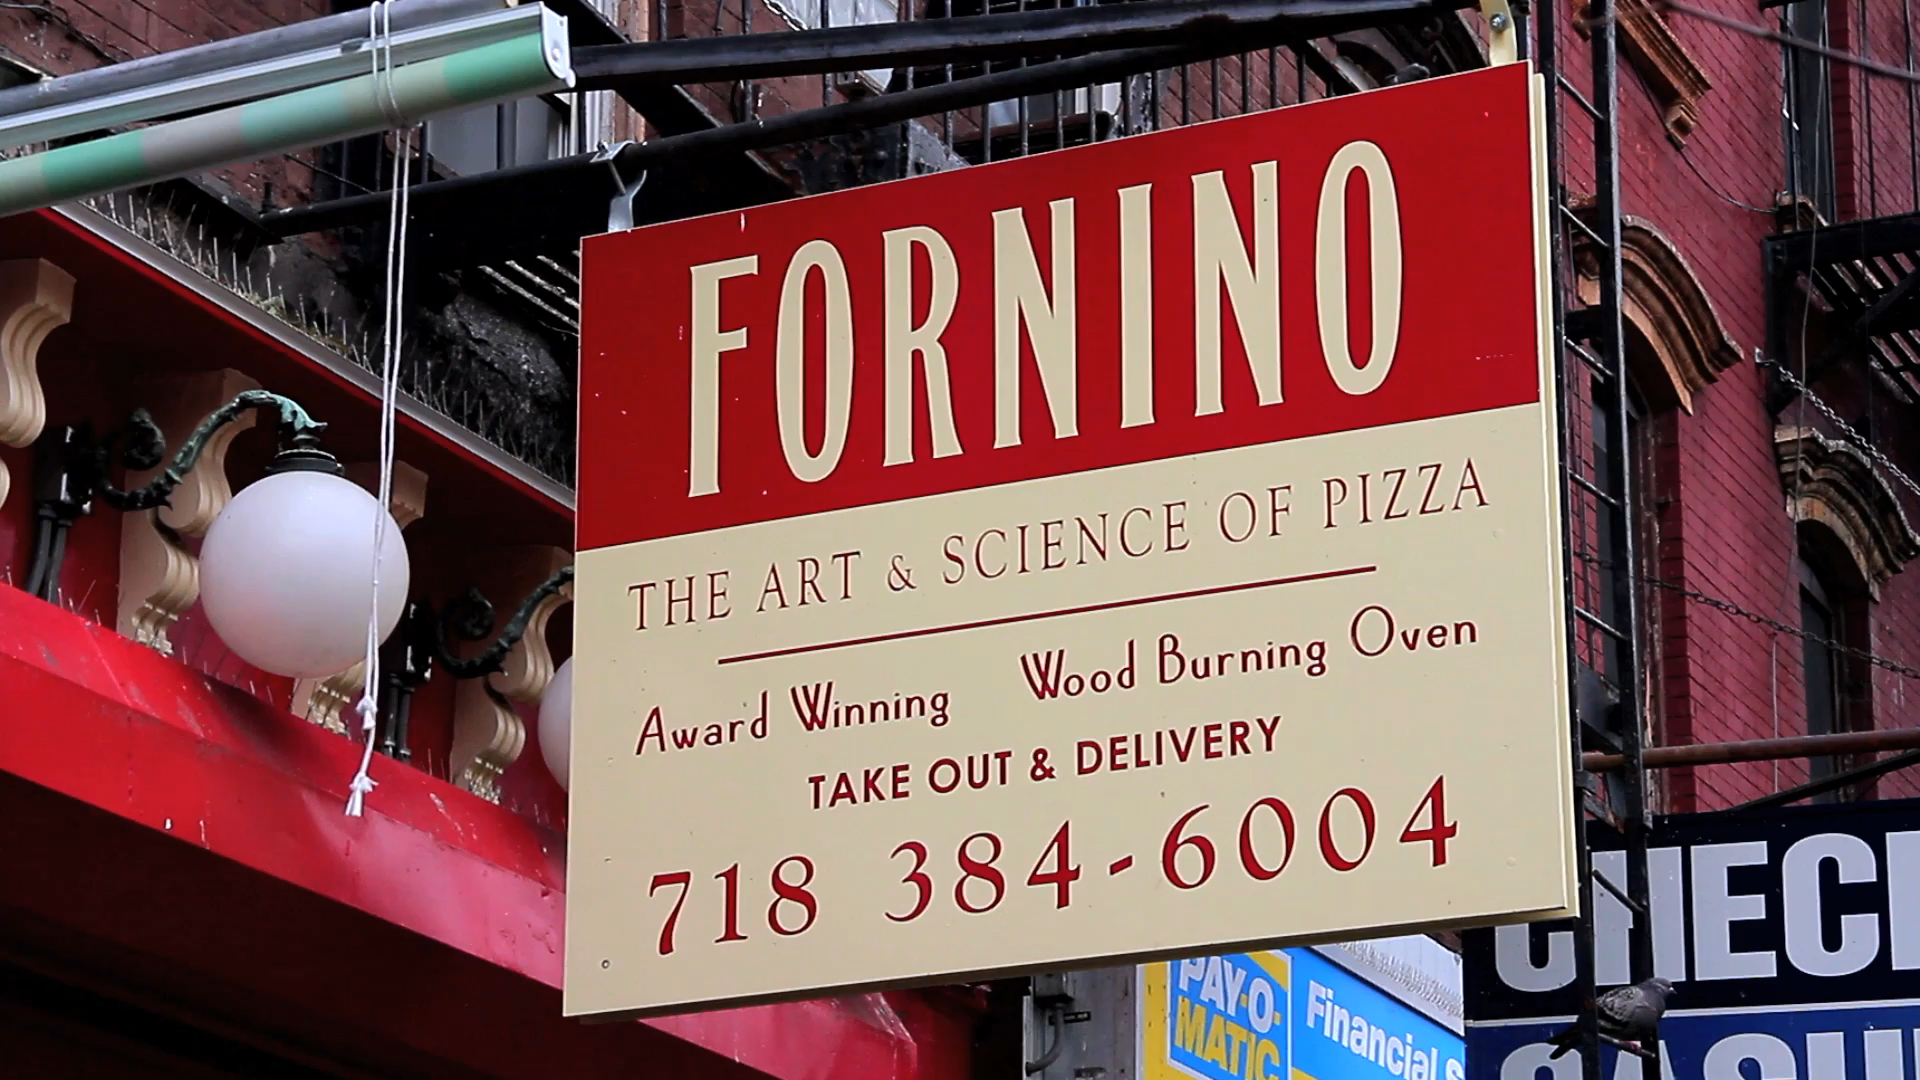 FORNINO
THE ART & SCIENCE OF PIZZA
Award Winning Wood Burning Oven
TAKE OUT & DELIVERY
718 384-6004
PAY-O-
MATIC
Financial S
CHEC
CASH